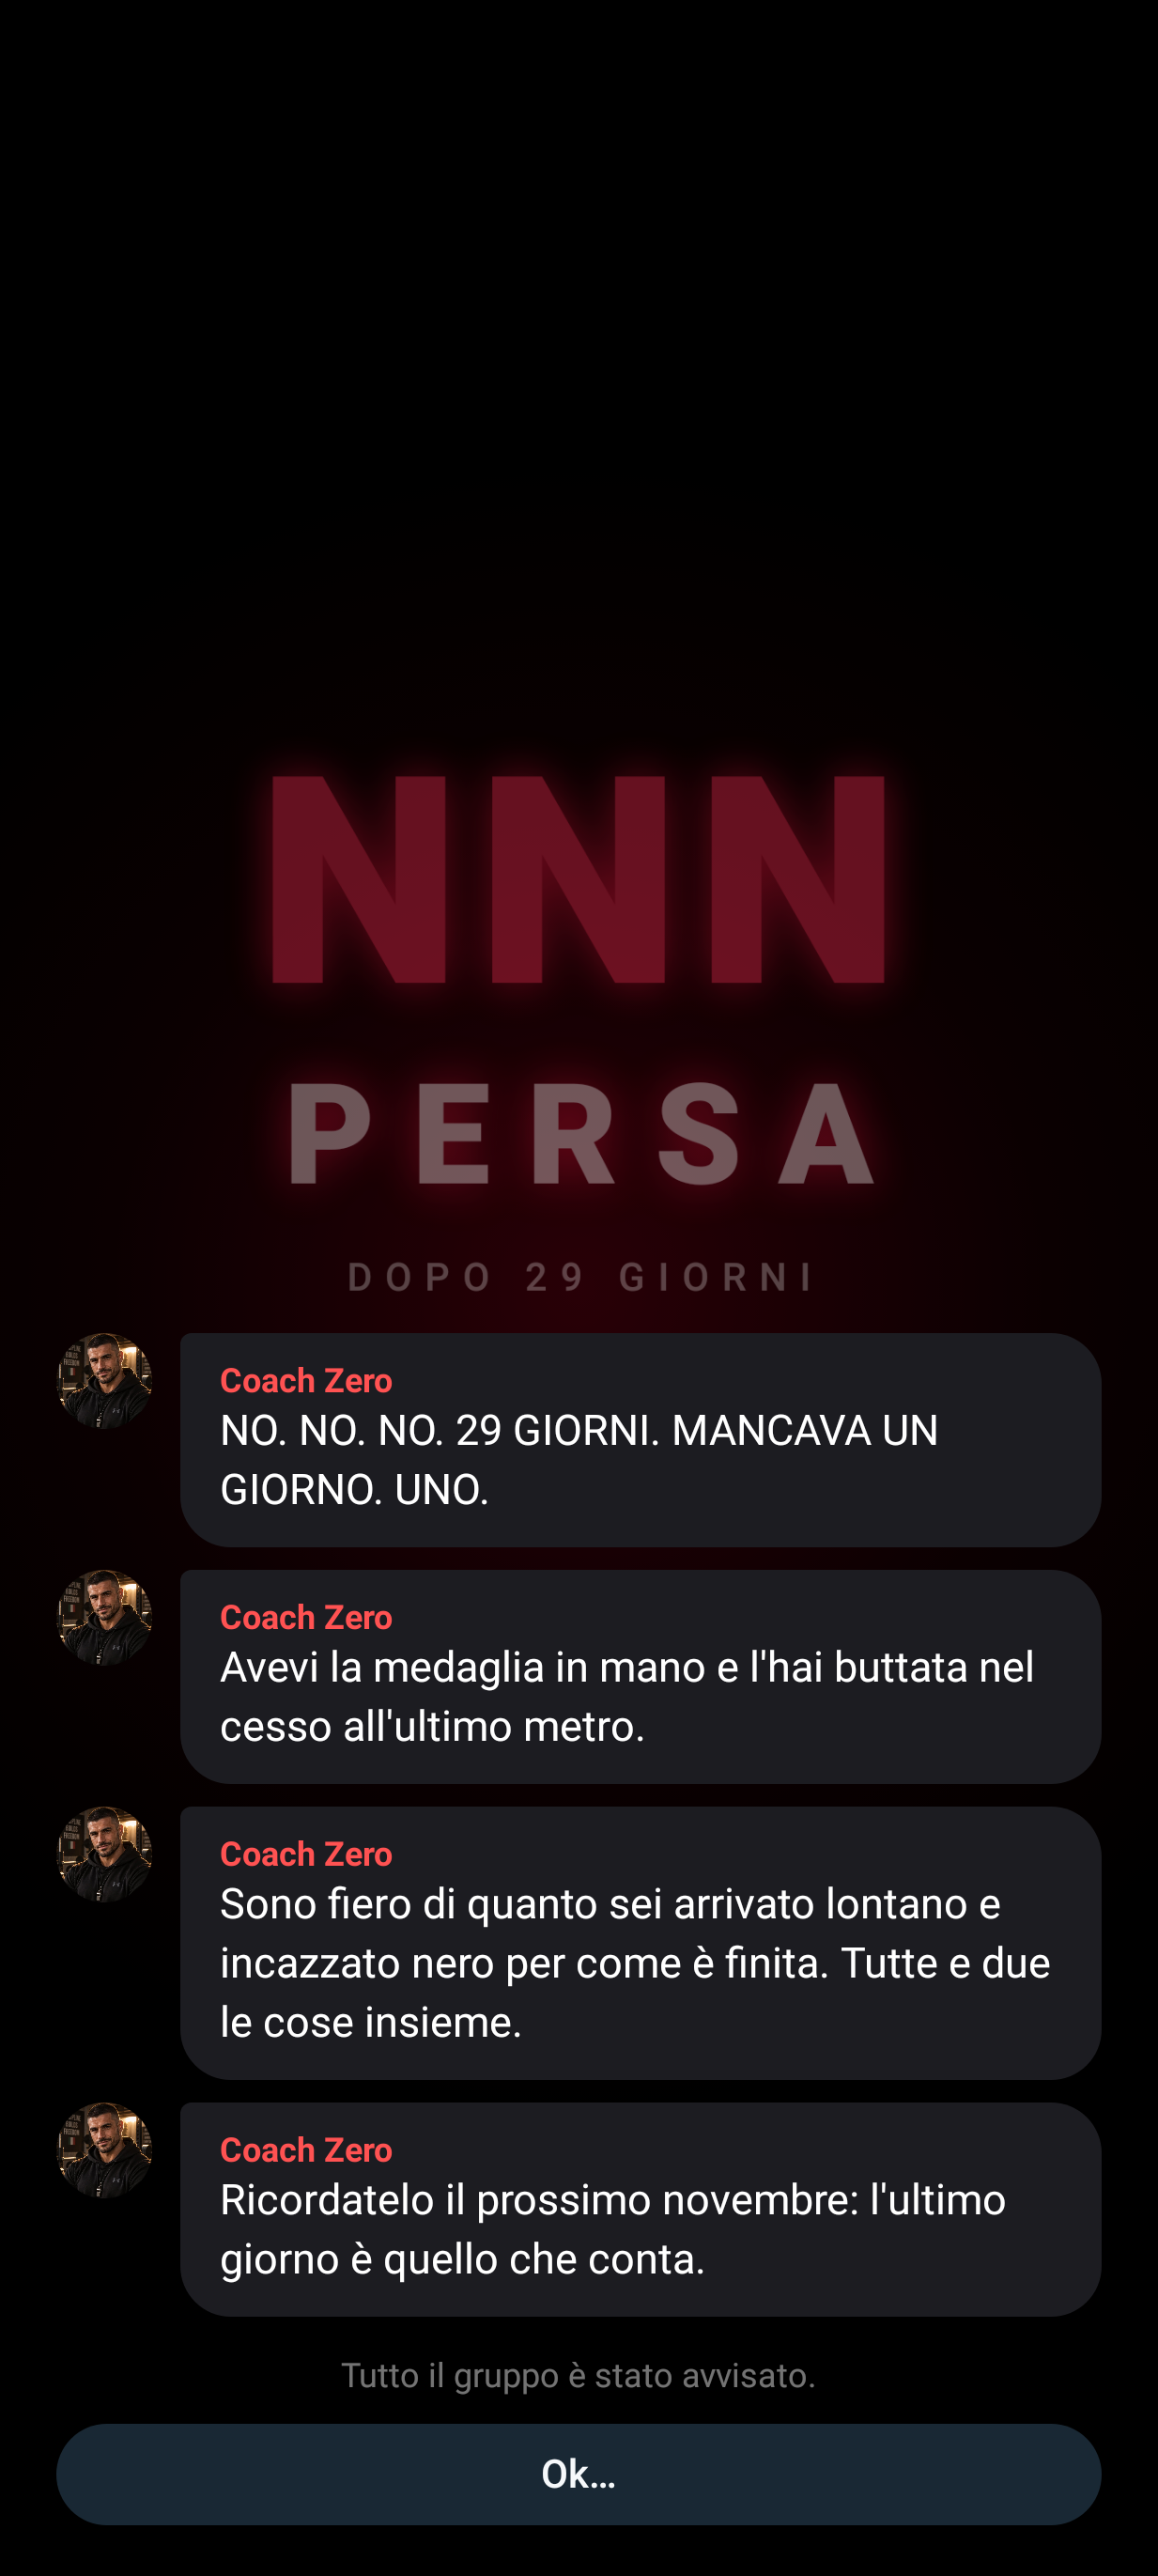 NNN
PERSA
DOPO 29 GIORNI
Coach Zero
NO. NO. NO. 29 GIORNI. MANCAVA UN
GIORNO. UNO.
Coach Zero
Avevi la medaglia in mano e l'hai buttata nel
cesso all'ultimo metro.
Coach Zero
Sono fiero di quanto sei arrivato lontano e
incazzato nero per come è finita. Tutte e due
le cose insieme.
Coach Zero
Ricordatelo il prossimo novembre: l'ultimo
giorno è quello che conta.
Tutto il gruppo è stato avvisato.
Ok...